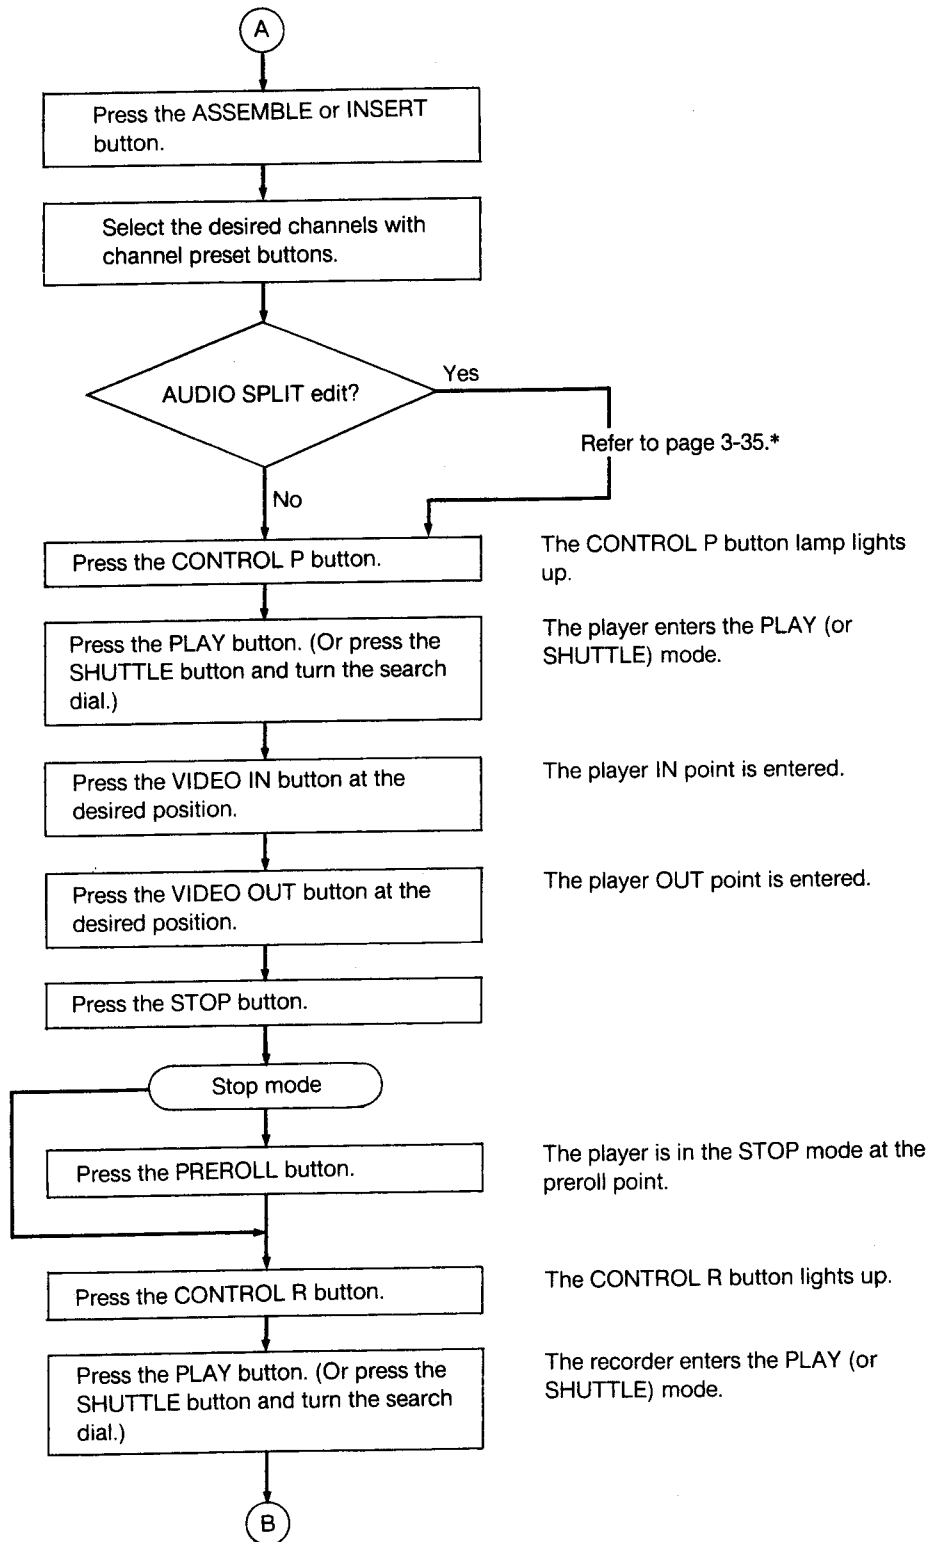 A
Press the ASSEMBLE or INSERT
button.
Select the desired channels with
channel preset buttons.
AUDIO SPLIT edit?
Yes
Refer to page 3-35.*
No
Press the CONTROL P button.
The CONTROL P button lamp lights
up.
Press the PLAY button. (Or press the
SHUTTLE button and turn the search
dial.)
The player enters the PLAY (or
SHUTTLE) mode.
Press the VIDEO IN button at the
desired position.
The player IN point is entered.
Press the VIDEO OUT button at the
desired position.
The player OUT point is entered.
Press the STOP button.
Stop mode
Press the PREROLL button.
The player is in the STOP mode at the
preroll point.
Press the CONTROL R button.
The CONTROL R button lights up.
Press the PLAY button. (Or press the
SHUTTLE button and turn the search
dial.)
The recorder enters the PLAY (or
SHUTTLE) mode.
B